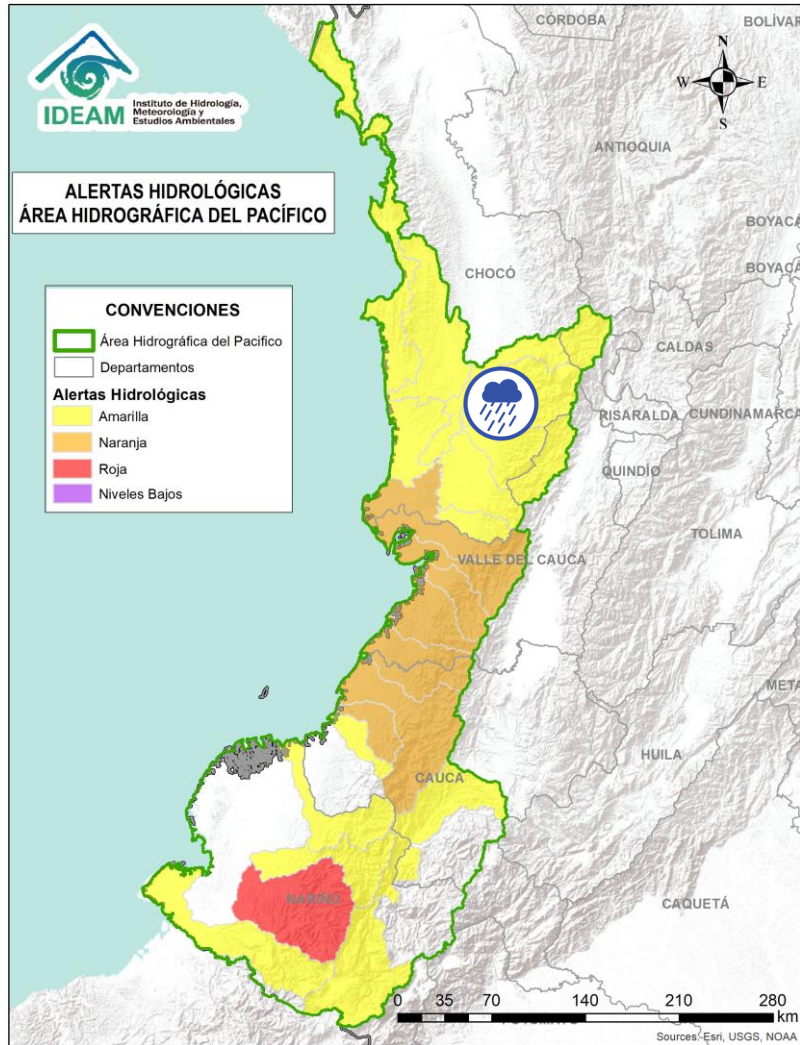 IDEAM
Instituto de Hidrología,
Meteorología y
Estudios Ambientales
ALERTAS HIDROLÓGICAS
ÁREA HIDROGRÁFICA DEL PACÍFICO
CONVENCIONES
Área Hidrográfica del Pacifico
Departamentos
Alertas Hidrológicas
Amarilla
Naranja
Roja
Niveles Bajos
CÓRDOBA
BOLÍVAR
N
W E
S
ANTIOQUIA
BOYACÁ
CHOCÓ
BOYACÁ
CALDAS
RISARALDA
CUNDINAMARCA
QUINDÍO
TOLIMA
VALLE DEL CAUCA
META
HUILA
CAUCA
NARIÑO
CAQUETÁ
0 35 70 140 210 280
km
Sources: Esri, USGS, NOAA